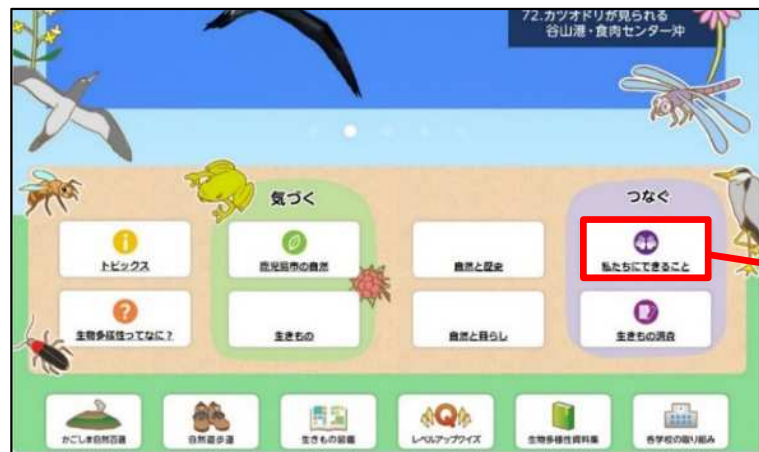 72.カツオドリが見られる
谷山港・食肉センター沖
気づく
つなぐ
トピックス
鹿児島市の自然
自然と歴史
私たちにできること
生物多様性ってなに？
生きもの
自然と暮らし
生きもの調査
かごしま自然百選
自然遊歩道
生きもの図鑑
レベルアップクイズ
生物多様性資料集
各学校の取り組み